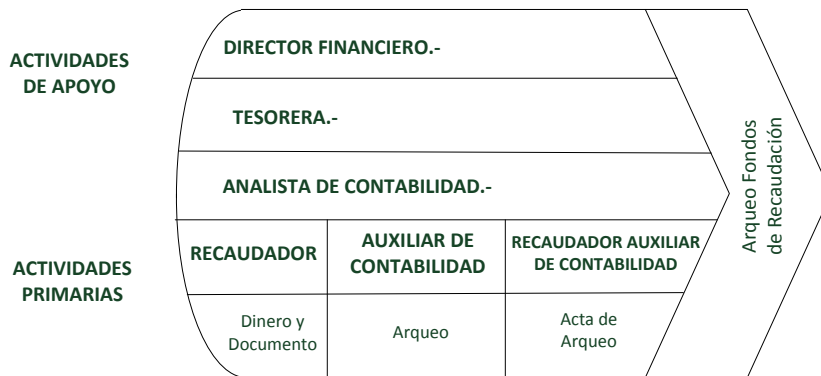 ACTIVIDADES
DE APOYO
DIRECTOR FINANCIERO.-
TESORERA.-
ANALISTA DE CONTABILIDAD.-
ACTIVIDADES
PRIMARIAS
RECAUDADOR
AUXILIAR DE
CONTABILIDAD
RECAUDADOR AUXILIAR
DE CONTABILIDAD
Dinero y
Documento
Arqueo
Acta de
Arqueo
Arqueo Fondos
de Recaudación